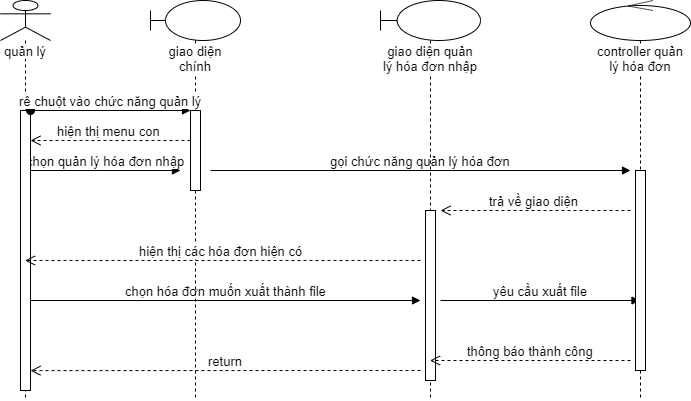 quản lý
giao diện
chính
giao diện quản
lý hóa đơn nhập
controller quản
lý hóa đơn
rê chuột vào chức năng quản lý
hiện thị menu con
chọn quản lý hóa đơn nhập
gọi chức năng quản lý hóa đơn
trả về giao diện
hiện thị các hóa đơn hiện có
chọn hóa đơn muốn xuất thành file
yêu cầu xuất file
thông báo thành công
return